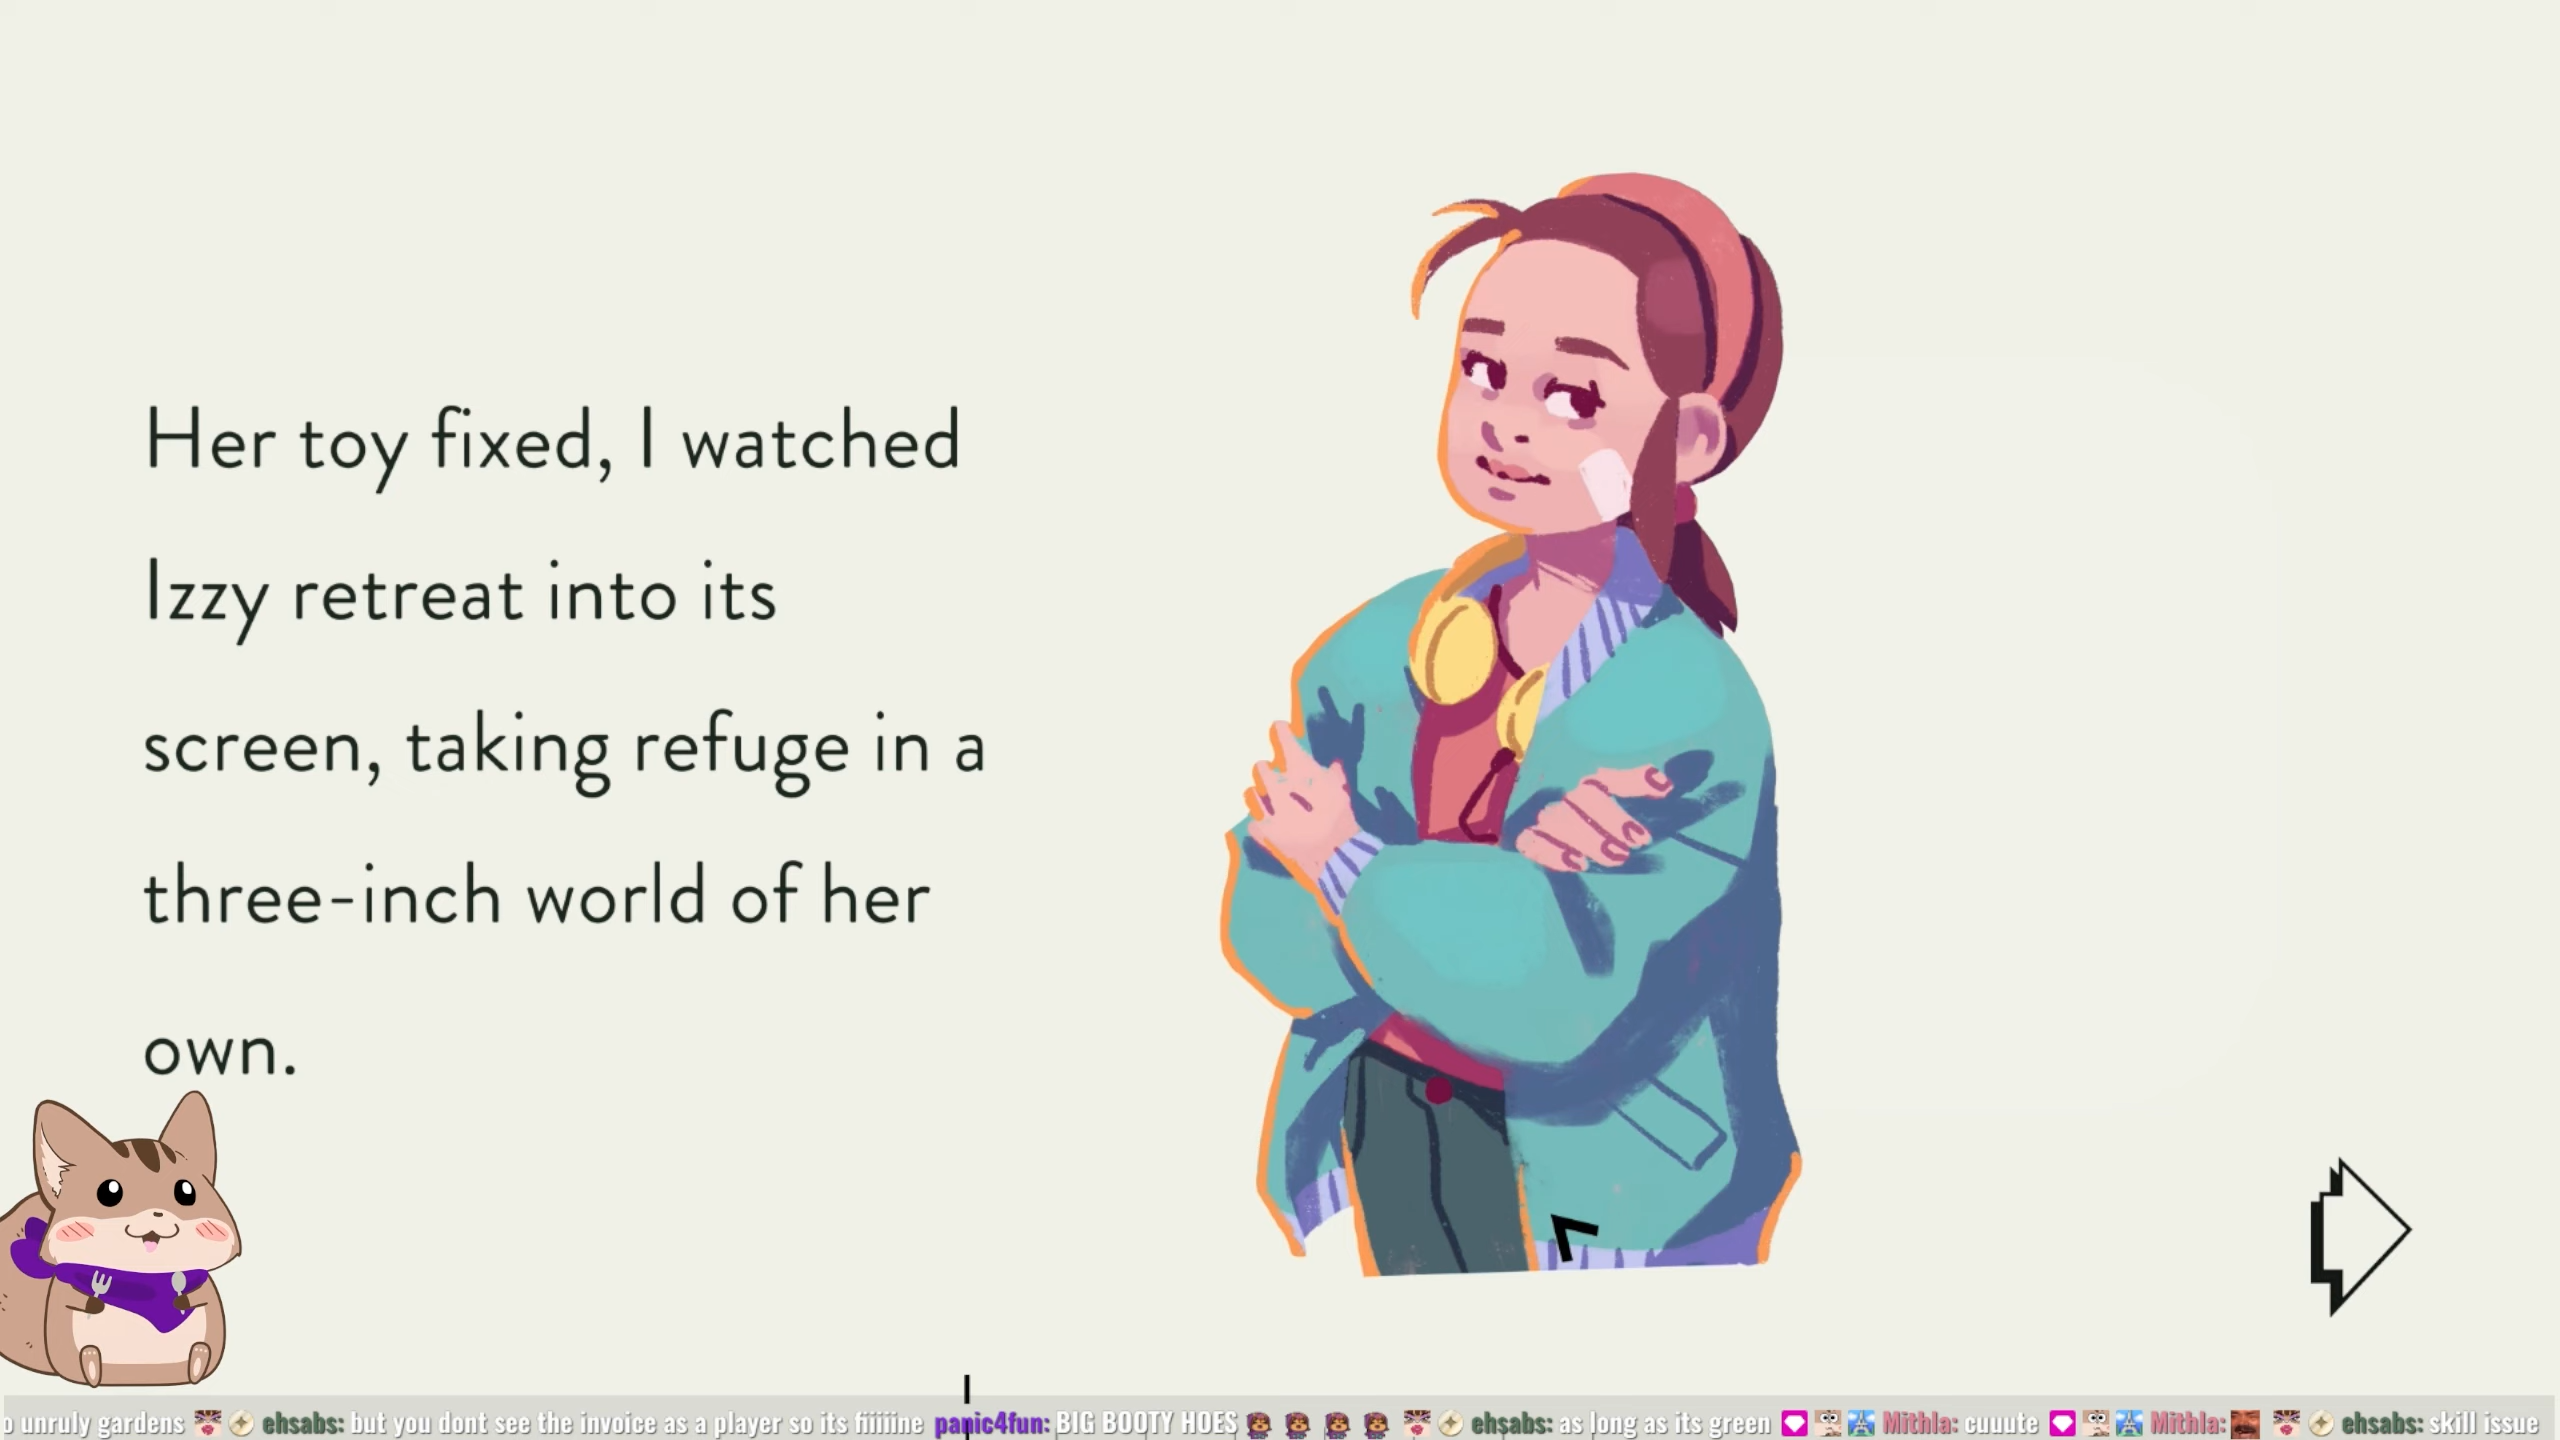 Her toy fixed, I watched
Izzy retreat into its
screen, taking refuge in a
three-inch world of her
own.
o unruly gardens ehsabs: but you dont see the invoice as a player so its fiiiiine panic4fun: BIG BOOTY HOES ehsabs: as long as its green Mithla: cuuute Mithla: ehsabs: skill issue